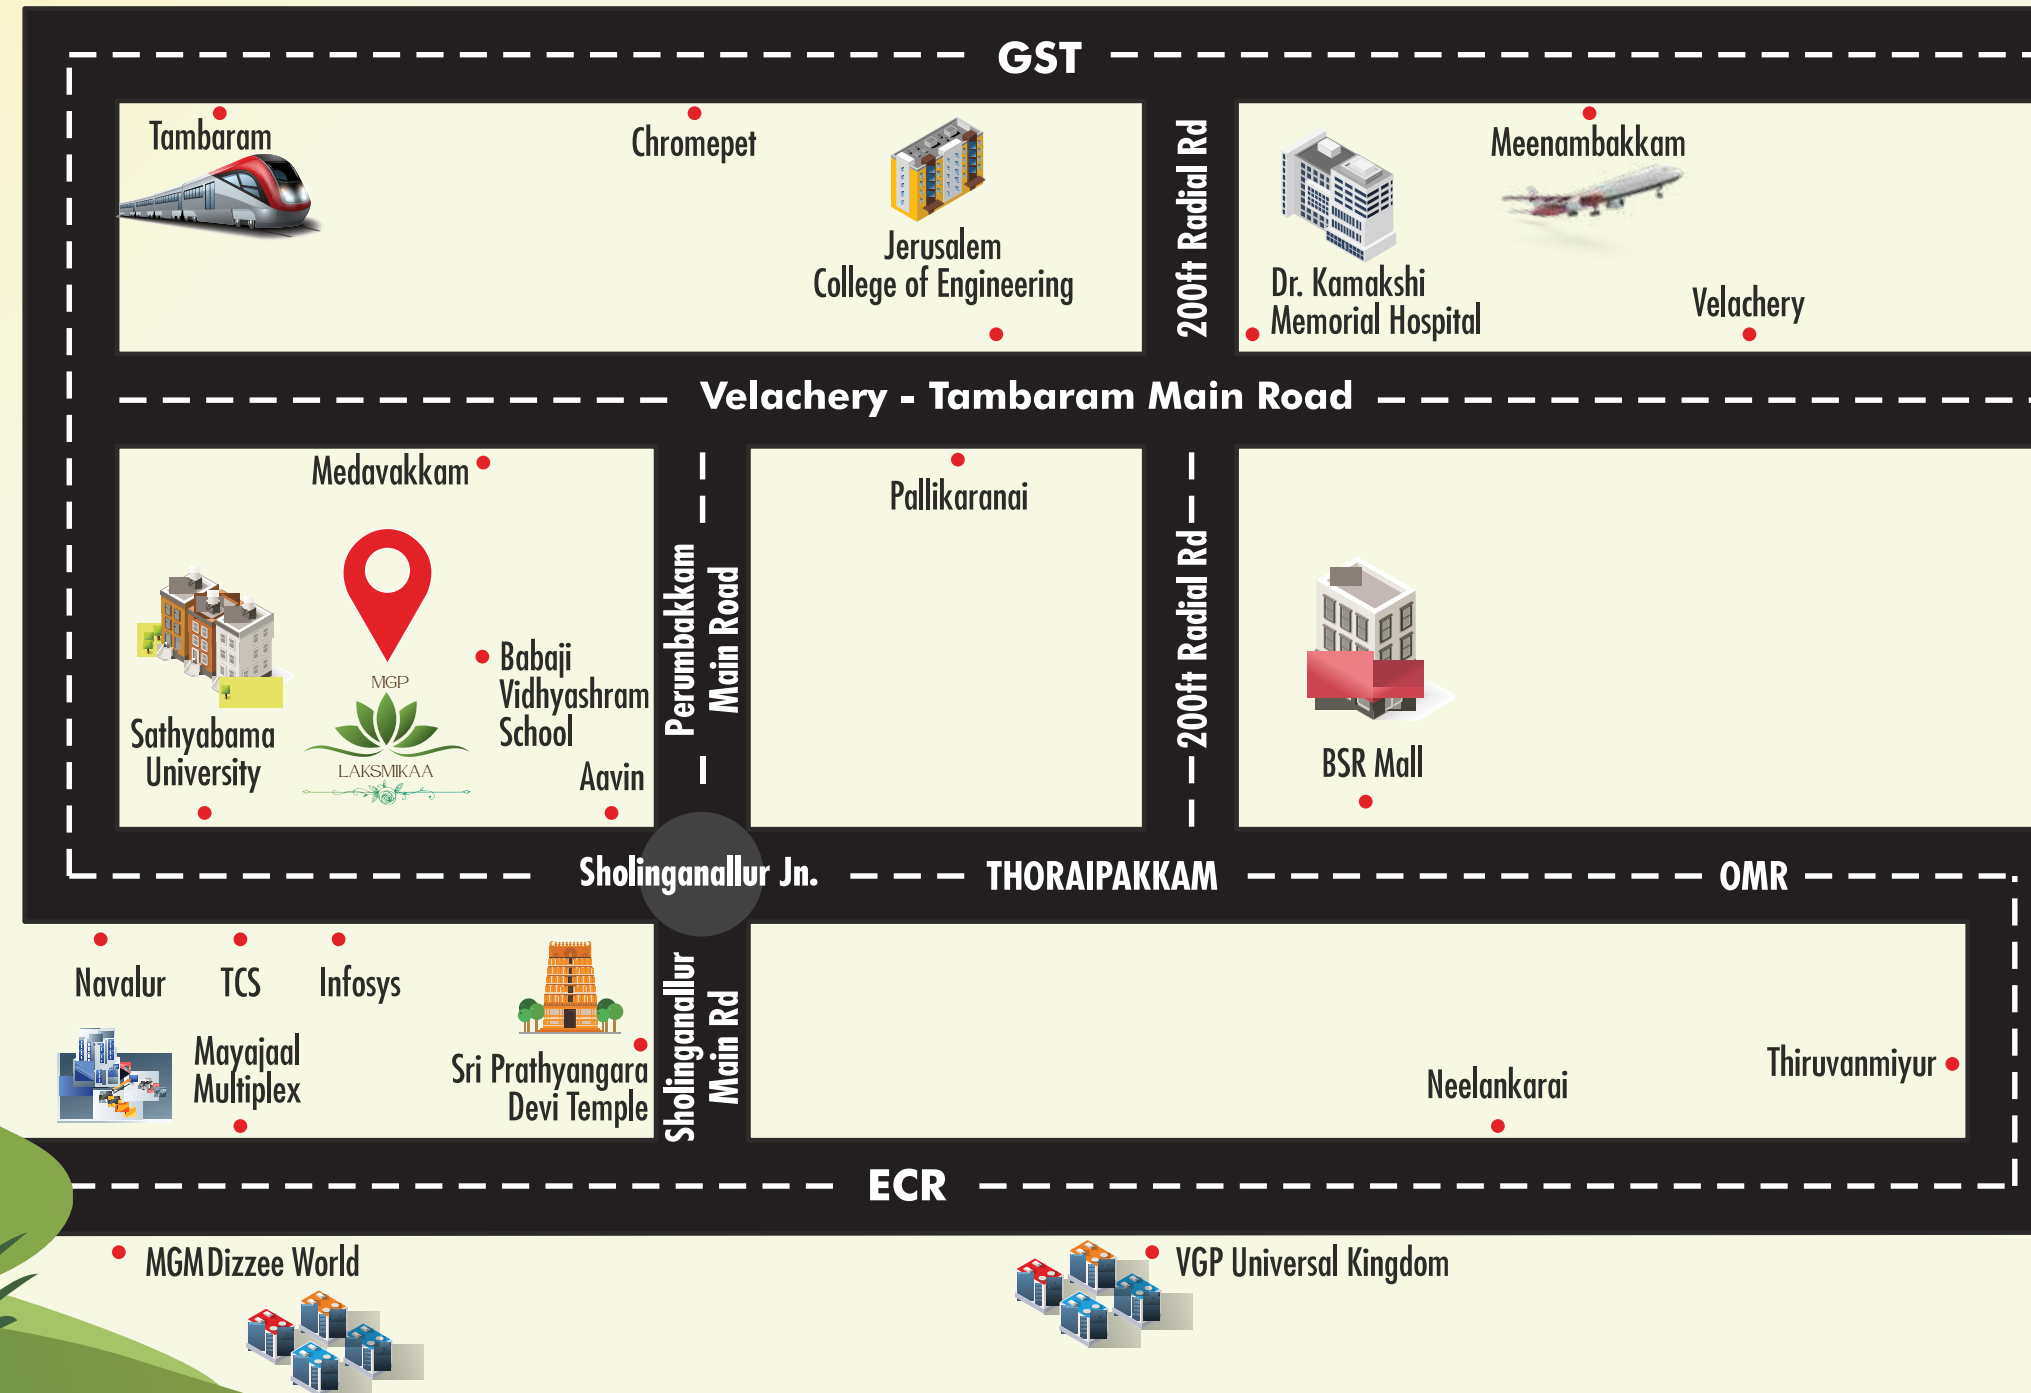 GST
Tambaram
Chromepet
Jerusalem
College of Engineering
200ft Radial Rd
Dr. Kamakshi
Memorial Hospital
Meenambakkam
Velachery
Velachery - Tambaram Main Road
Medavakkam
Sathyabama
University
MGP
LAKSMIKAA
Babaji
Vidhyashram
School
Aavin
Perumbakkam
Main Road
Pallikaranai
200ft Radial Rd
BSR Mall
Sholinganallur Jn.
THORAIPAKKAM
OMR
Navalur
TCS
Infosys
Mayajaal
Multiplex
Sri Prathyangara
Devi Temple
Sholinganallur
Main Rd
Neelankarai
Thiruvanmiyur
ECR
MGM Dizzee World
VGP Universal Kingdom